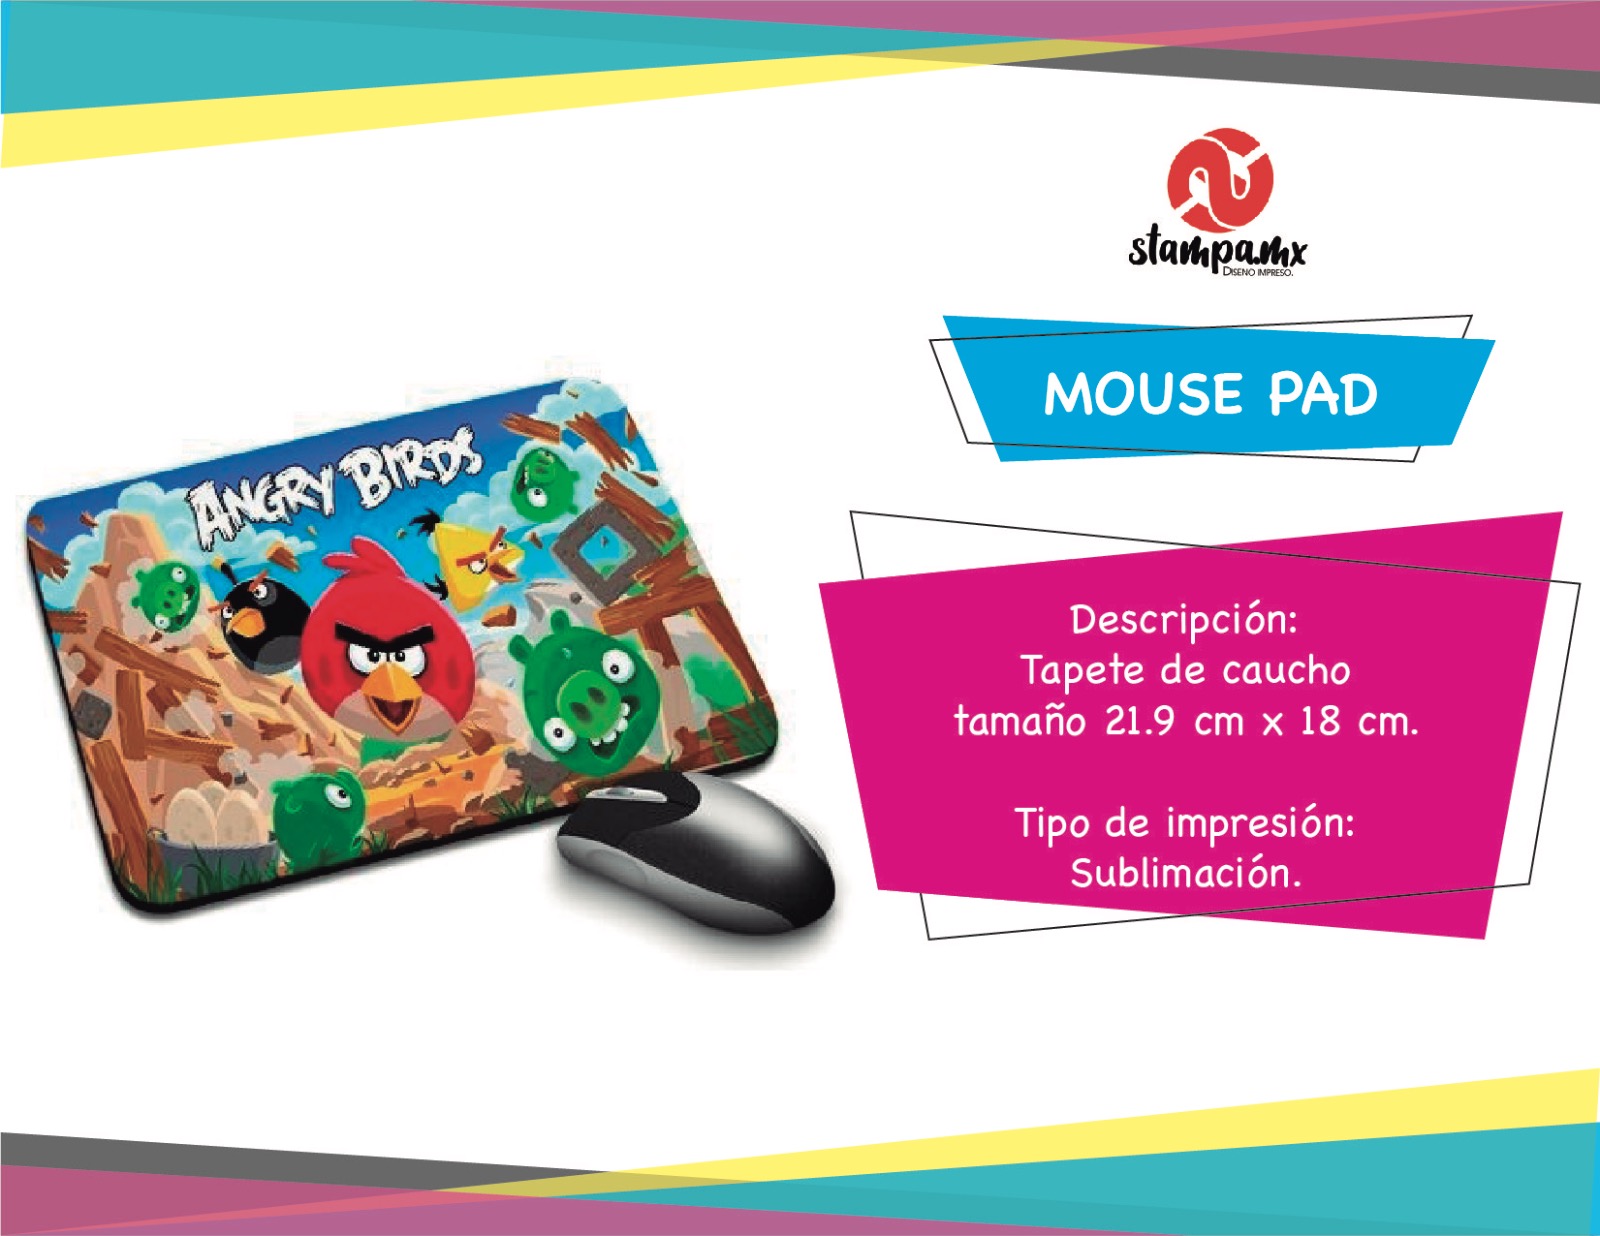 stampa.mx
DISENO IMPRESO.
MOUSE PAD
ANGRY BIRDS
Descripción:
Tapete de caucho
tamaño 21.9 cm x 18 cm.
Tipo de impresión:
Sublimación.